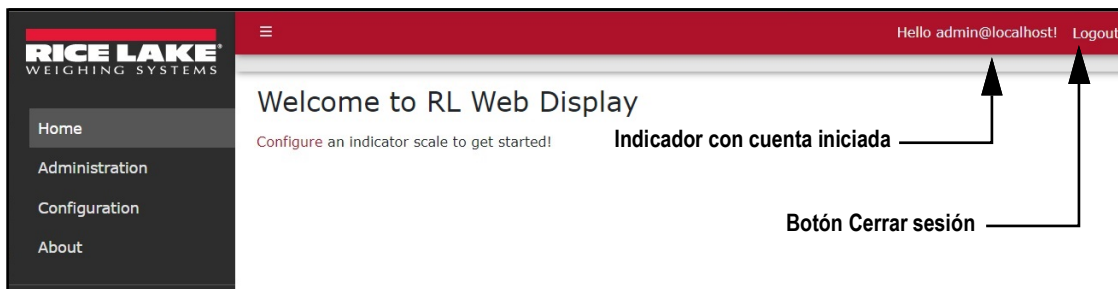 RICE LAKE®
WEIGHING SYSTEMS
Home
Administration
Configuration
About
☰
Hello admin@localhost! Logout
Welcome to RL Web Display
Configure an indicator scale to get started!
Indicador con cuenta iniciada
Botón Cerrar sesión